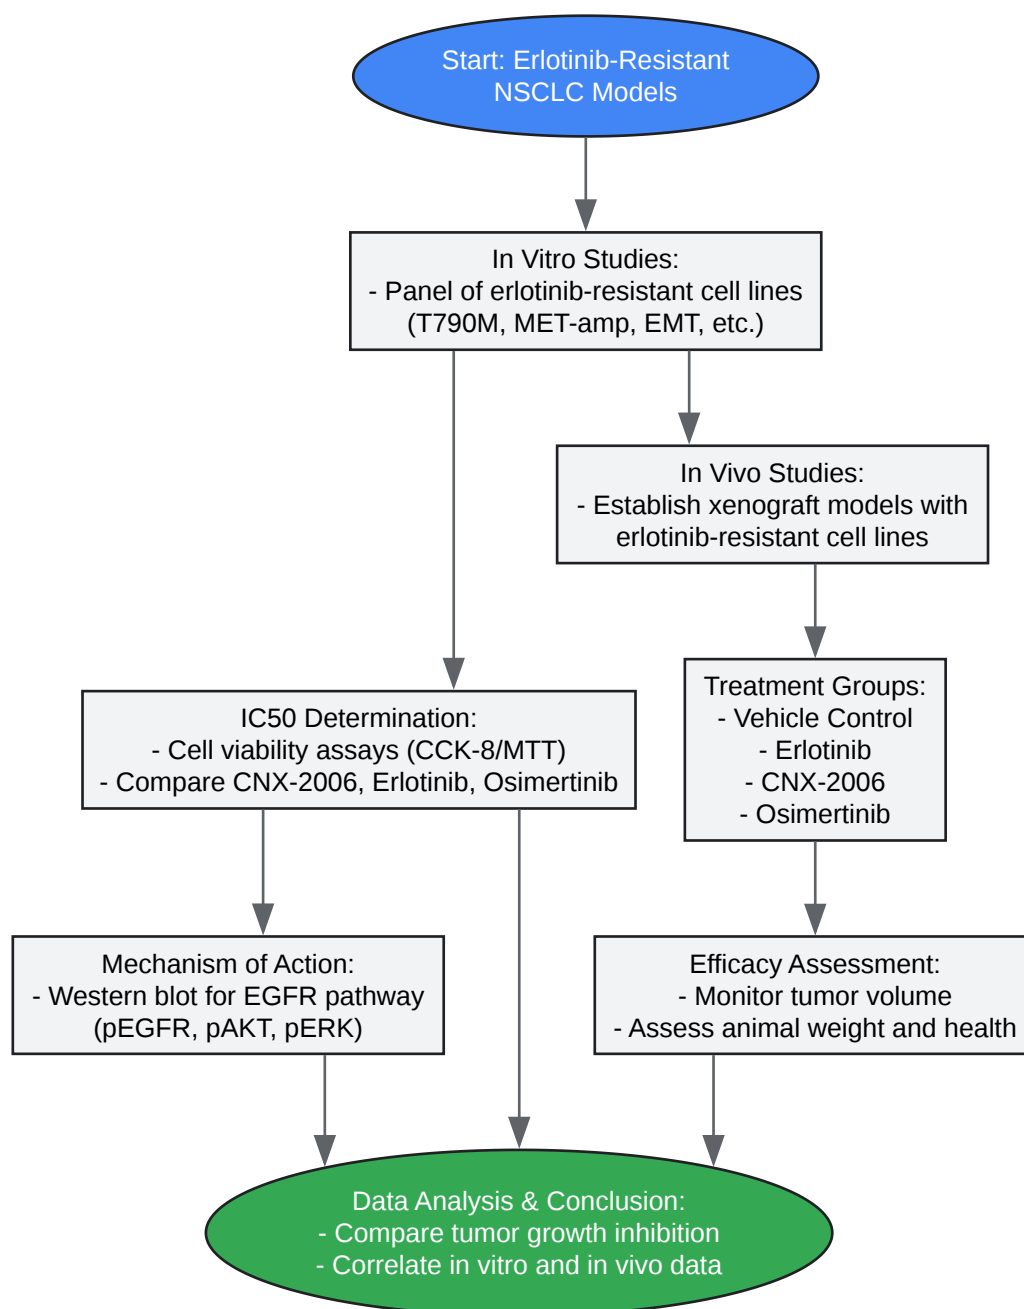 Start: Erlotinib-Resistant
NSCLC Models
In Vitro Studies:
- Panel of erlotinib-resistant cell lines
(T790M, MET-amp, EMT, etc.)
In Vivo Studies:
- Establish xenograft models with
erlotinib-resistant cell lines
Treatment Groups:
- Vehicle Control
- Erlotinib
- CNX-2006
- Osimertinib
IC50 Determination:
- Cell viability assays (CCK-8/MTT)
- Compare CNX-2006, Erlotinib, Osimertinib
Mechanism of Action:
- Western blot for EGFR pathway
(pEGFR, pAKT, pERK)
Efficacy Assessment:
- Monitor tumor volume
- Assess animal weight and health
Data Analysis & Conclusion:
- Compare tumor growth inhibition
- Correlate in vitro and in vivo data